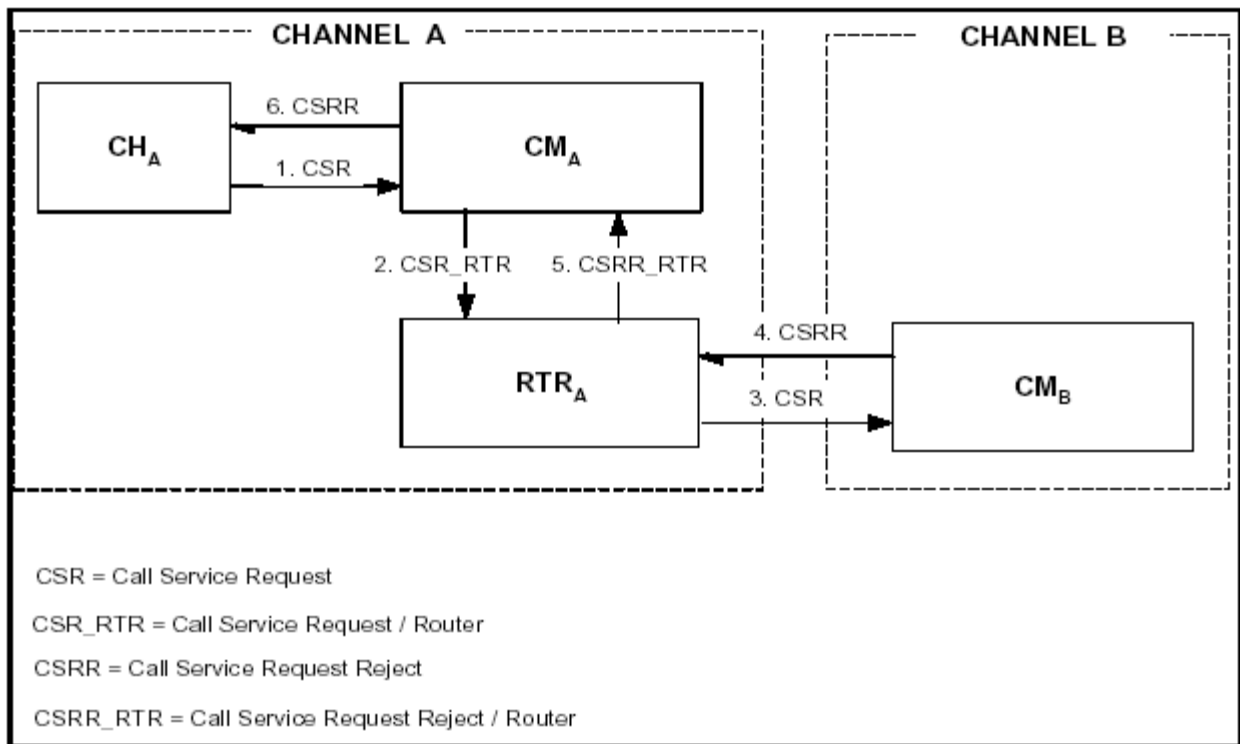 CHANNEL A
CHANNEL B
6. CSRR
CH_A
CM_A
1. CSR
2. CSR_RTR
5. CSRR_RTR
4. CSRR
RTR_A
CM_B
3. CSR
CSR = Call Service Request
CSR_RTR = Call Service Request / Router
CSRR = Call Service Request Reject
CSRR_RTR = Call Service Request Reject / Router